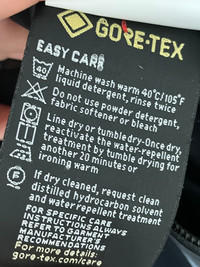 GORE-TEX
EASY CARE
40
Machine wash warm 40°C/105°F
liquid detergent, rinse twice
Do not use powder detergent,
fabric softener or bleach
Line dry or tumble dry. Once dry,
reactivate the water-repellent
treatment by tumble drying for
another 20 minutes or
ironing warm
F
If dry cleaned, request clean
distilled hydrocarbon solvent
and water repellent treatment
FOR SPECIFIC CARE
INSTRUCTIONS ALWAYS
REFER TO GARMENT
MANUFACTURER'S
RECOMMENDATIONS
For more details:
gore-tex.com/care